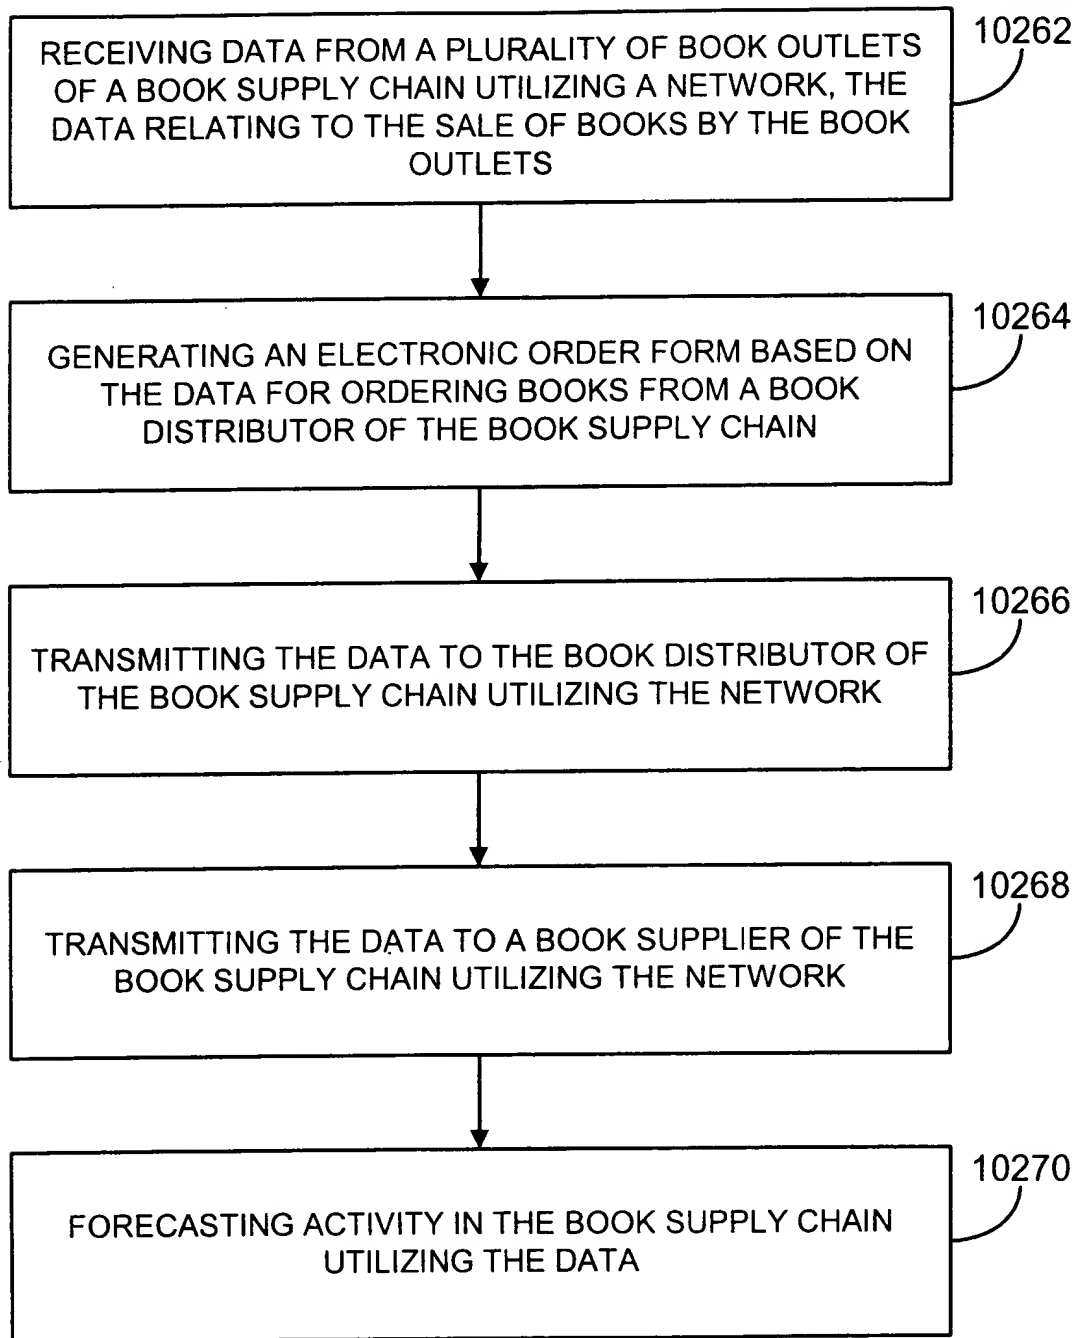 RECEIVING DATA FROM A PLURALITY OF BOOK OUTLETS
OF A BOOK SUPPLY CHAIN UTILIZING A NETWORK, THE
DATA RELATING TO THE SALE OF BOOKS BY THE BOOK
OUTLETS
10262
GENERATING AN ELECTRONIC ORDER FORM BASED ON
THE DATA FOR ORDERING BOOKS FROM A BOOK
DISTRIBUTOR OF THE BOOK SUPPLY CHAIN
10264
TRANSMITTING THE DATA TO THE BOOK DISTRIBUTOR OF
THE BOOK SUPPLY CHAIN UTILIZING THE NETWORK
10266
TRANSMITTING THE DATA TO A BOOK SUPPLIER OF THE
BOOK SUPPLY CHAIN UTILIZING THE NETWORK
10268
FORECASTING ACTIVITY IN THE BOOK SUPPLY CHAIN
UTILIZING THE DATA
10270